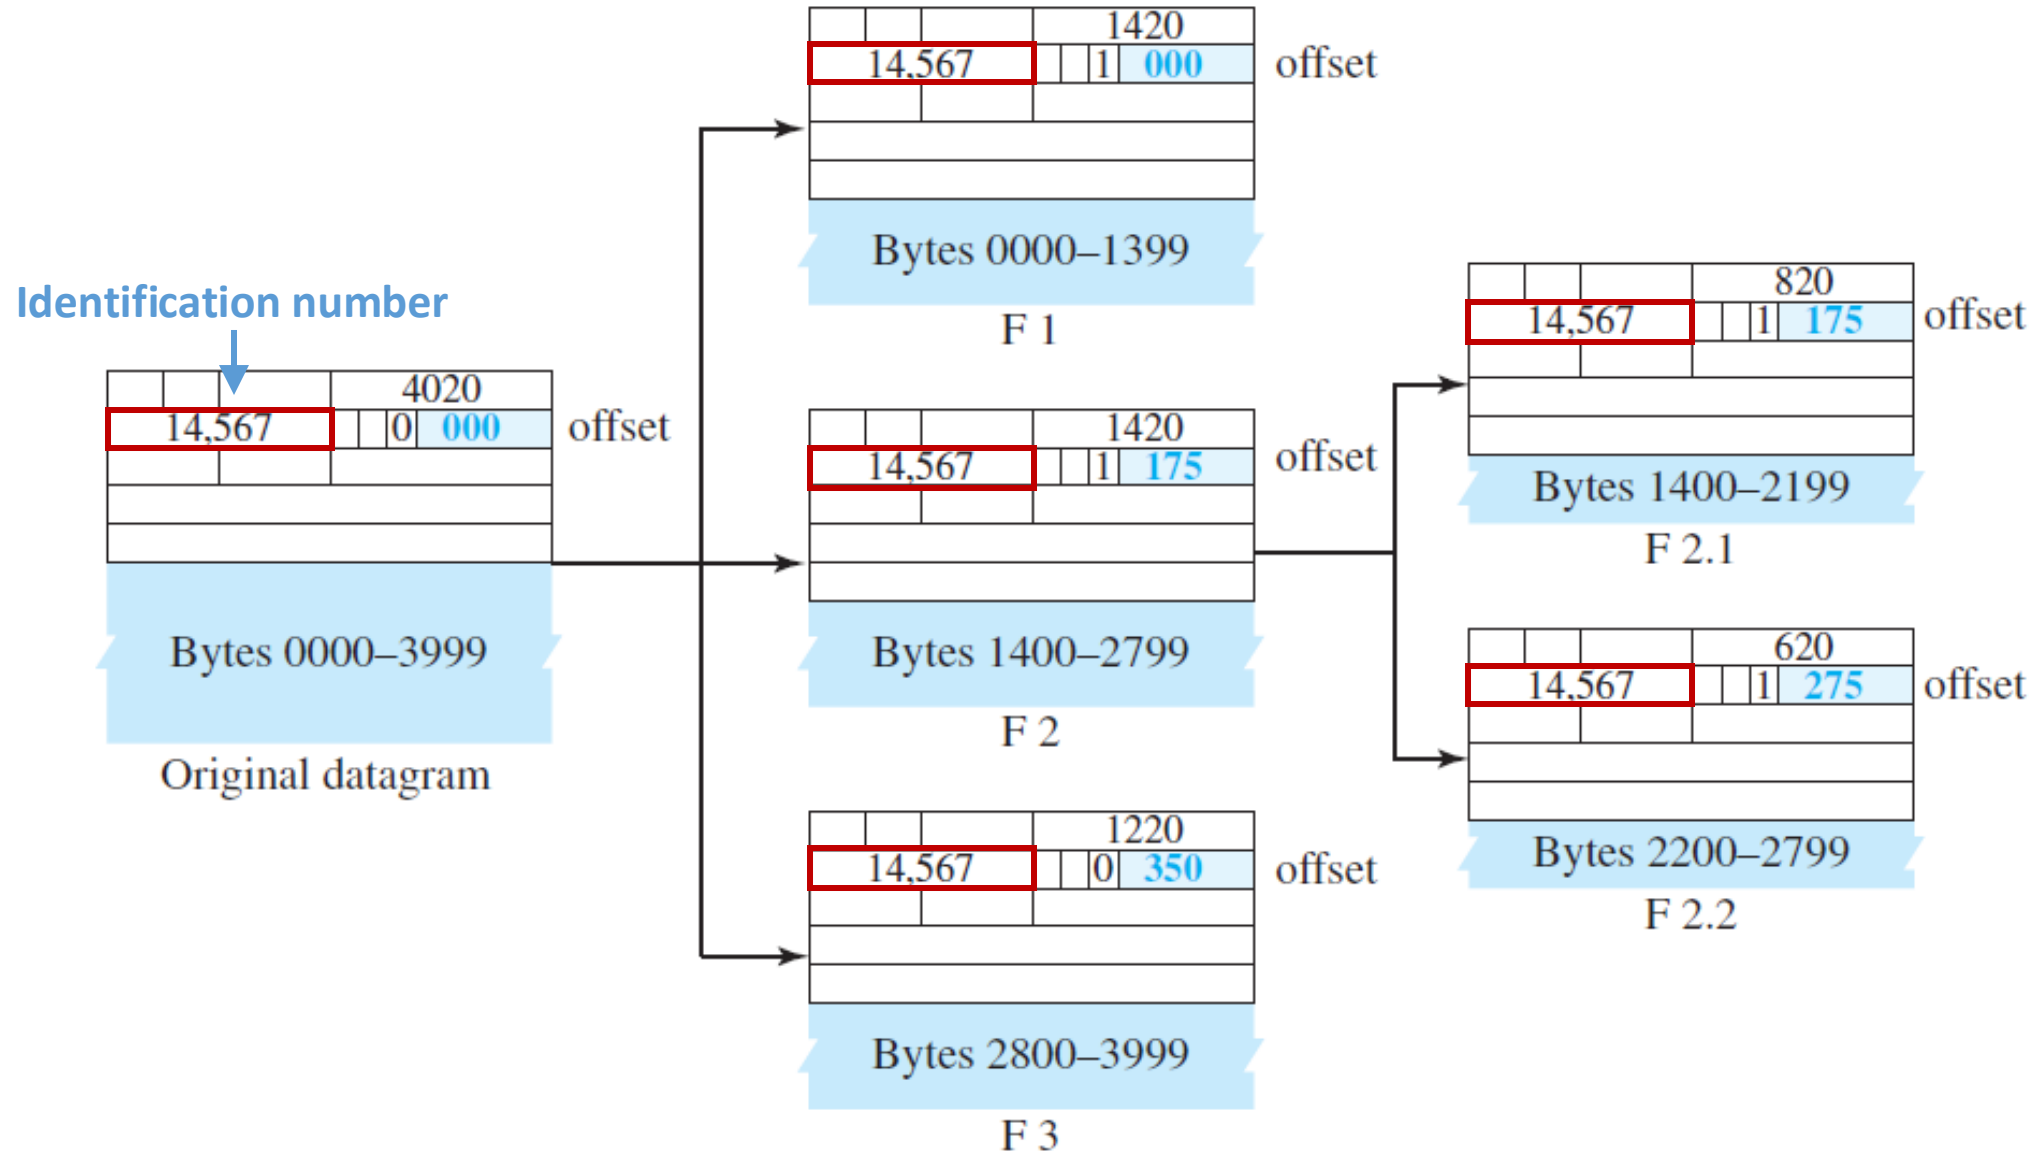 Identification number
4020
14,567 0 000 offset
Bytes 0000–3999
Original datagram
1420
14,567 1 000 offset
Bytes 0000–1399
F 1
1420
14,567 1 175 offset
Bytes 1400–2799
F 2
1220
14,567 0 350 offset
Bytes 2800–3999
F 3
820
14,567 1 175 offset
Bytes 1400–2199
F 2.1
620
14,567 1 275 offset
Bytes 2200–2799
F 2.2